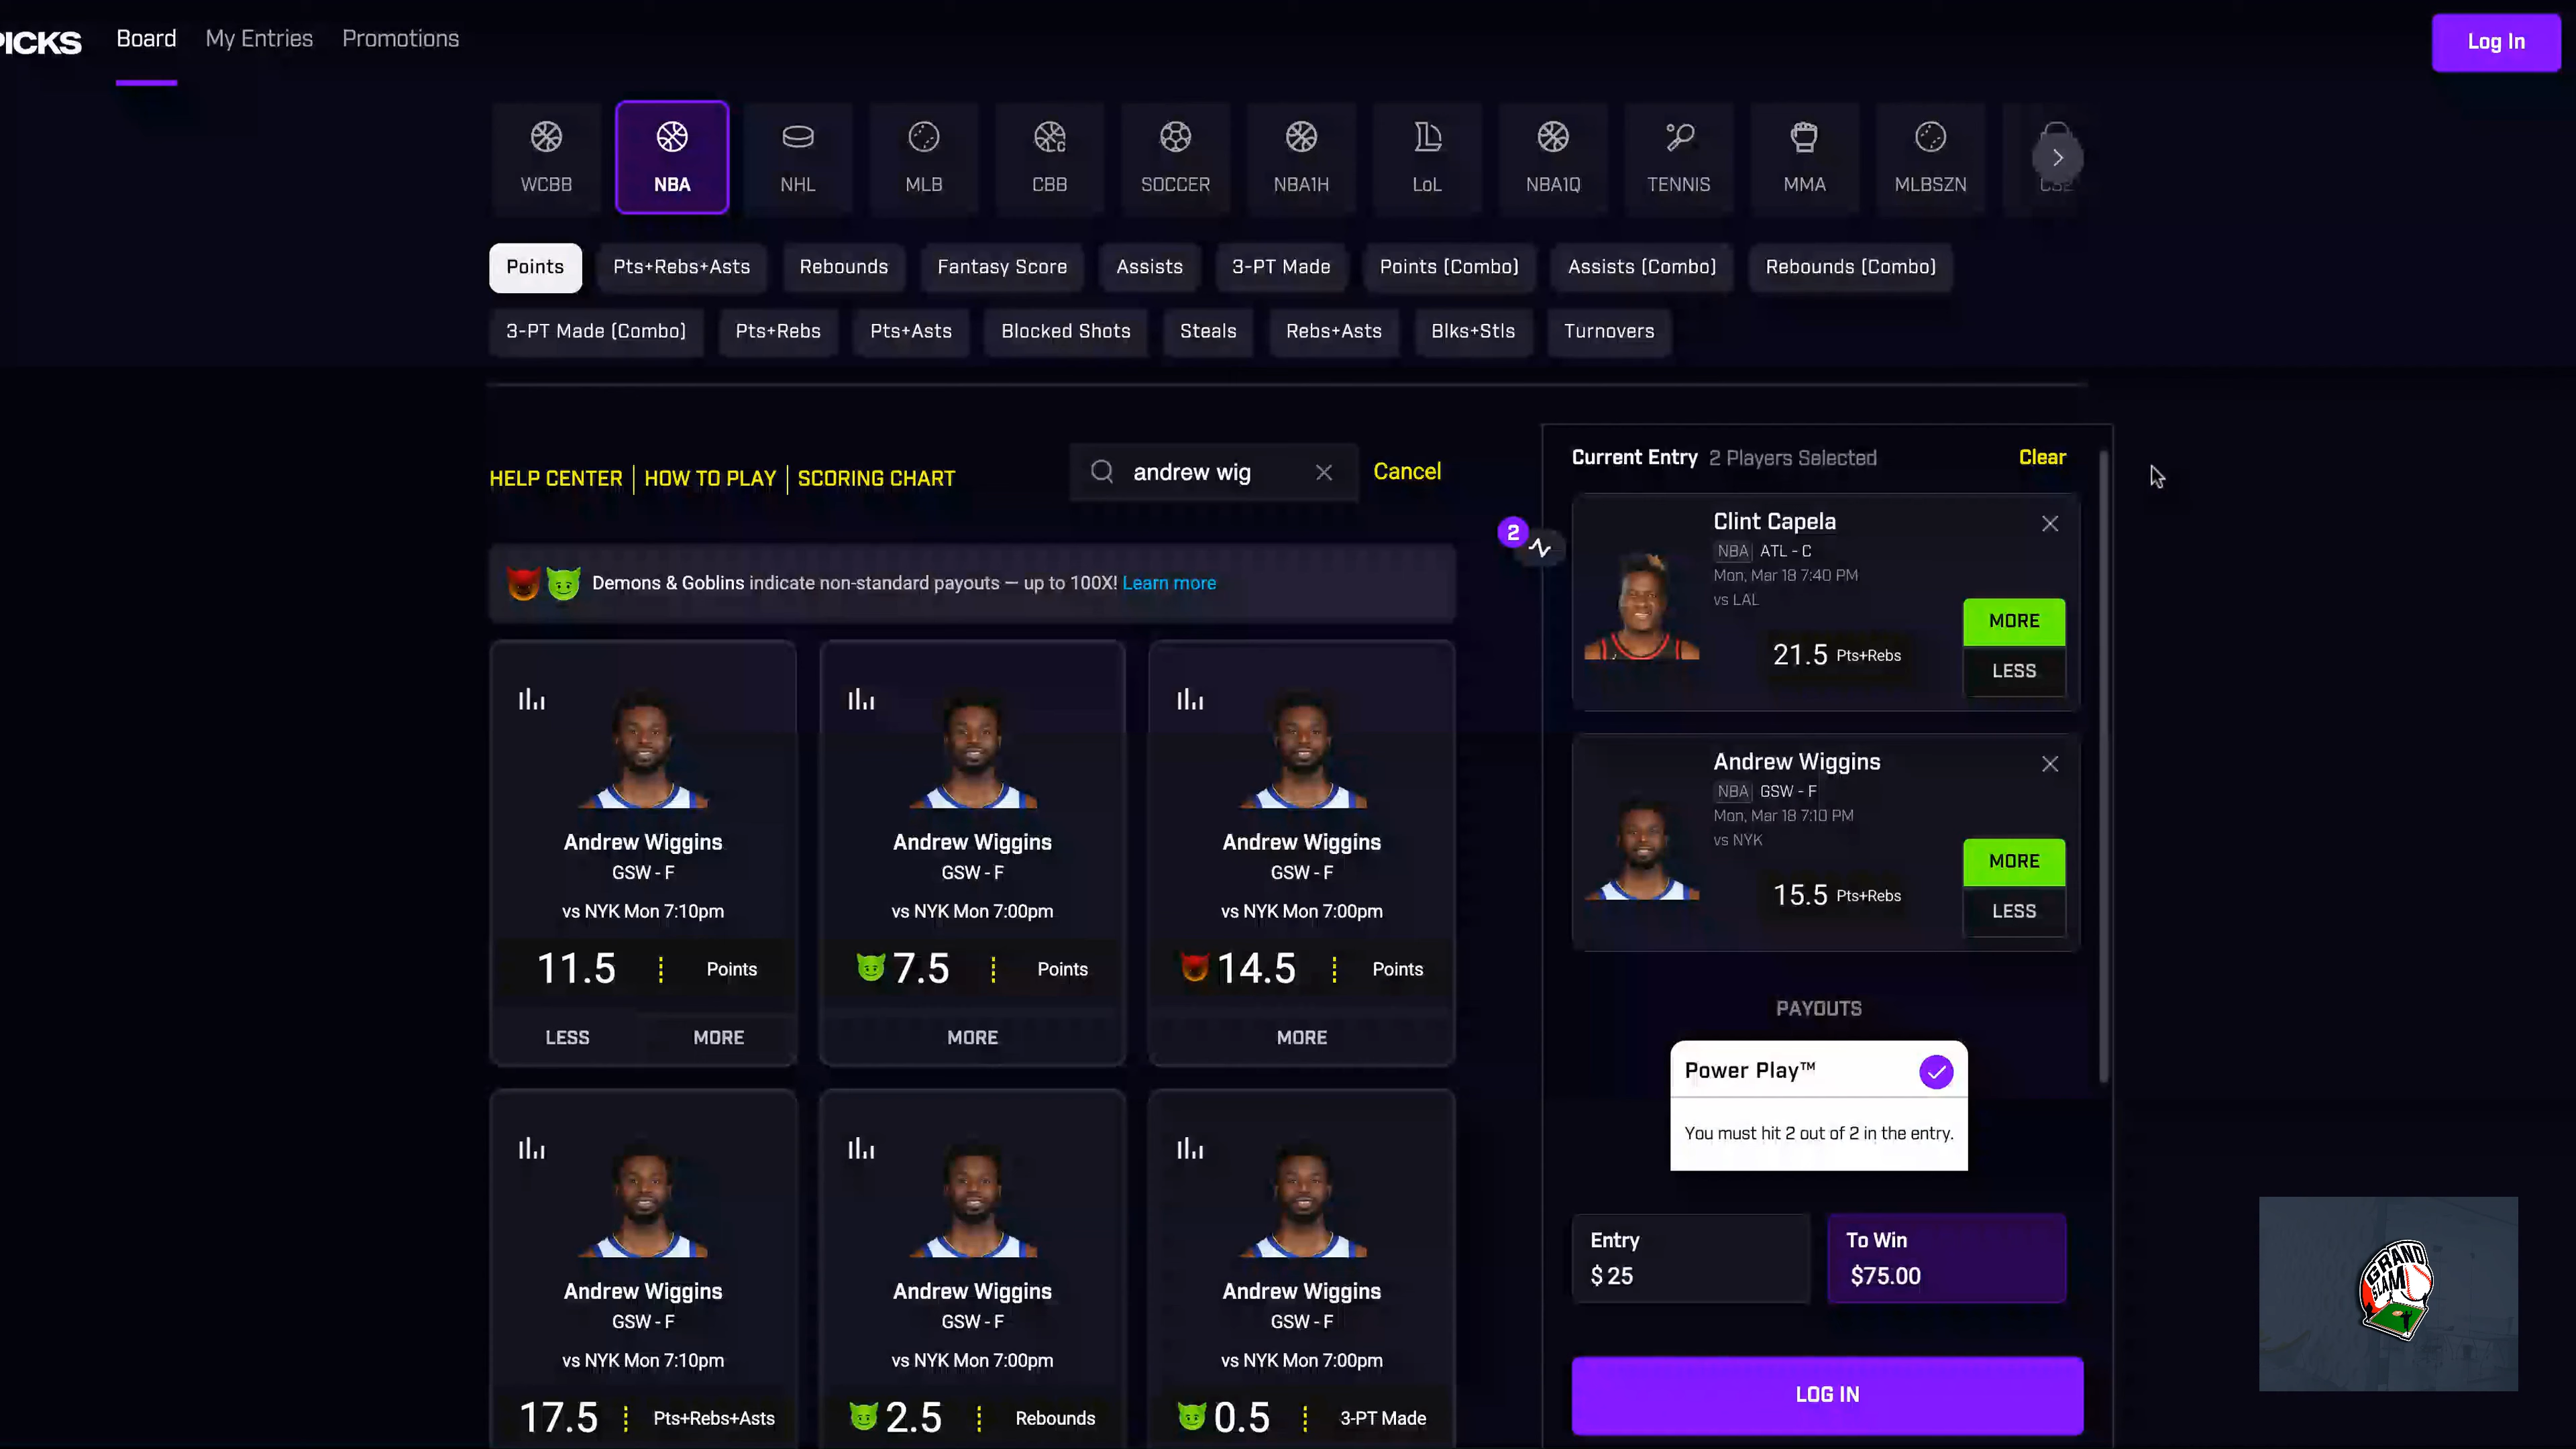 PICKS
Board
My Entries
Promotions
Log In
WCBB
NBA
NHL
MLB
CBB
SOCCER
NBA1H
LoL
NBA1Q
TENNIS
MMA
MLBSZN
Points
Pts+Rebs+Asts
Rebounds
Fantasy Score
Assists
3-PT Made
Points (Combo)
Assists (Combo)
Rebounds (Combo)
3-PT Made (Combo)
Pts+Rebs
Pts+Asts
Blocked Shots
Steals
Rebs+Asts
Blks+Stls
Turnovers
HELP CENTER
HOW TO PLAY
SCORING CHART
andrew wig
Cancel
Demons & Goblins indicate non-standard payouts — up to 100X! Learn more
Andrew Wiggins
GSW - F
vs NYK Mon 7:10pm
11.5
Points
LESS
MORE
Andrew Wiggins
GSW - F
vs NYK Mon 7:00pm
7.5
Points
MORE
Andrew Wiggins
GSW - F
vs NYK Mon 7:00pm
14.5
Points
MORE
Andrew Wiggins
GSW - F
vs NYK Mon 7:10pm
17.5
Pts+Rebs+Asts
Andrew Wiggins
GSW - F
vs NYK Mon 7:00pm
2.5
Rebounds
Andrew Wiggins
GSW - F
vs NYK Mon 7:00pm
0.5
3-PT Made
2
Current Entry
2 Players Selected
Clear
Clint Capela
NBA ATL - C
Mon, Mar 18 7:40 PM
vs LAL
21.5 Pts+Rebs
MORE
LESS
Andrew Wiggins
NBA GSW - F
Mon, Mar 18 7:10 PM
vs NYK
15.5 Pts+Rebs
MORE
LESS
PAYOUTS
Power Play™
You must hit 2 out of 2 in the entry.
Entry
$ 25
To Win
$75.00
LOG IN
GRAND
SLAM